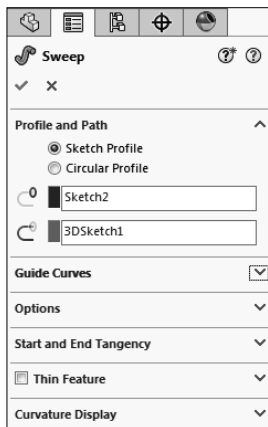 Sweep
Profile and Path
Sketch Profile
Circular Profile
Sketch2
3DSketch1
Guide Curves
Options
Start and End Tangency
Thin Feature
Curvature Display